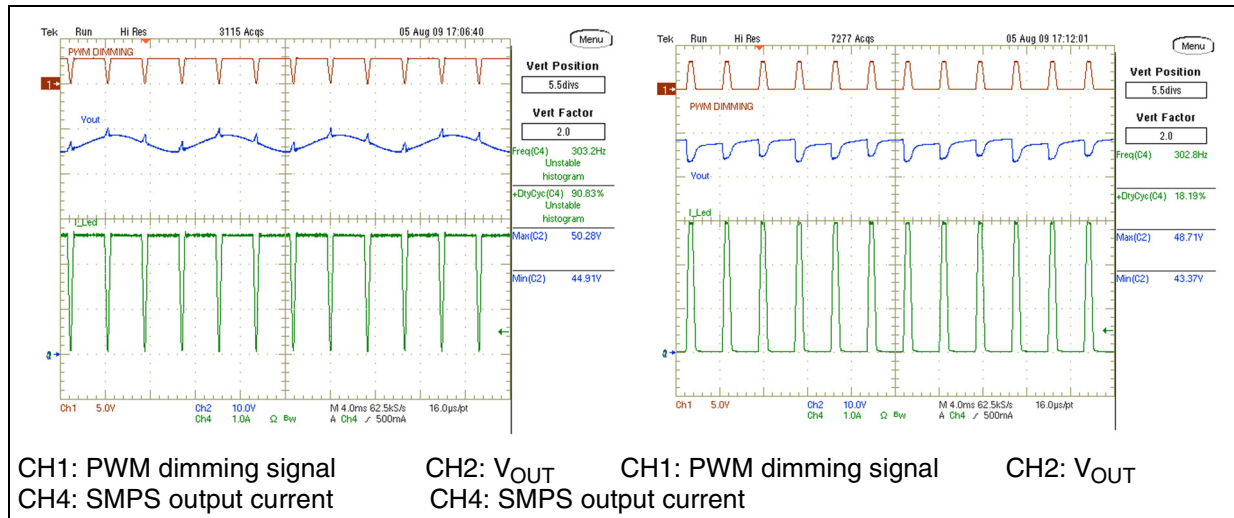 Tek Run Hi Res 3115 Acqs 05 Aug 09 17:06:40
Menu
PWM DIMMING
1
Vout
I_Led
Vert Position
5.5divs
Vert Factor
2.0
Freq(C4) 303.2Hz
Unstable
histogram
+DtyCyc(C4) 90.83%
Unstable
histogram
Max(C2) 50.28V
Min(C2) 44.91V
Ch1 5.0V Ch2 10.0V M 4.0ms 62.5kS/s 16.0µs/pt
Ch4 1.0A Ω BW A Ch4 / 500mA
Tek Run Hi Res 7277 Acqs 05 Aug 09 17:12:01
Menu
1
PWM DIMMING
Vout
I_Led
Vert Position
5.5divs
Vert Factor
2.0
Freq(C4) 302.8Hz
+DtyCyc(C4) 18.19%
Max(C2) 48.71V
Min(C2) 43.37V
Ch1 5.0V Ch2 10.0V M 4.0ms 62.5kS/s 16.0µs/pt
Ch4 1.0A Ω BW A Ch4 / 500mA
CH1: PWM dimming signal CH2: VOUT CH1: PWM dimming signal CH2: VOUT
CH4: SMPS output current CH4: SMPS output current